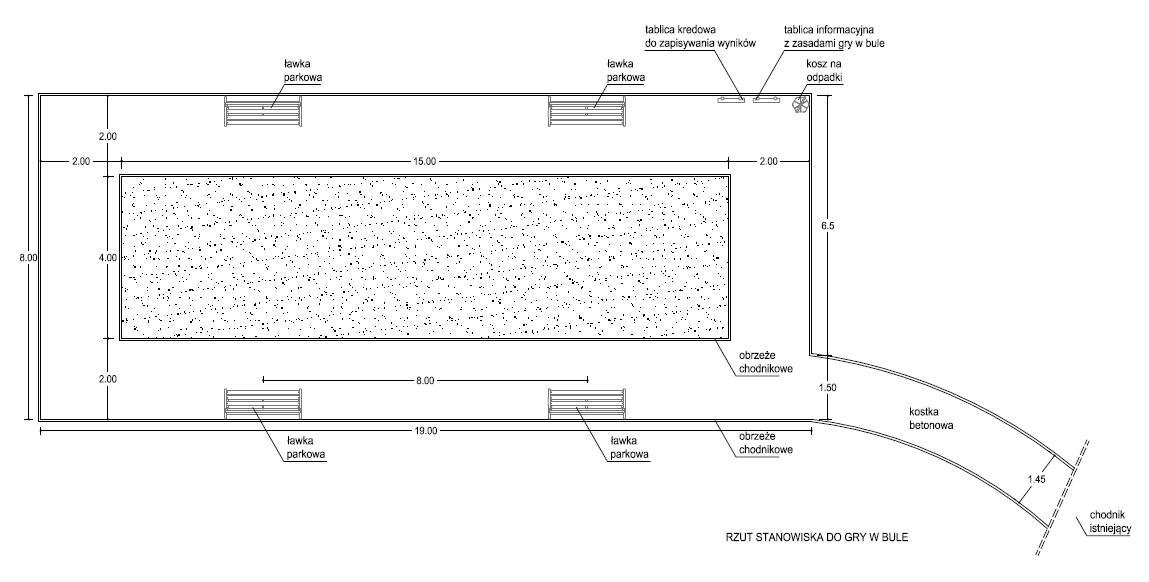 tablica kredowa
do zapisywania wyników
tablica informacyjna
z zasadami gry w bule
ławka
parkowa
ławka
parkowa
kosz na
odpadki
2.00
2.00
15.00
2.00
8.00
4.00
6.5
2.00
8.00
1.50
obrzeże
chodnikowe
kostka
betonowa
19.00
ławka
parkowa
ławka
parkowa
obrzeże
chodnikowe
1.45
chodnik
istniejący
RZUT STANOWISKA DO GRY W BULE